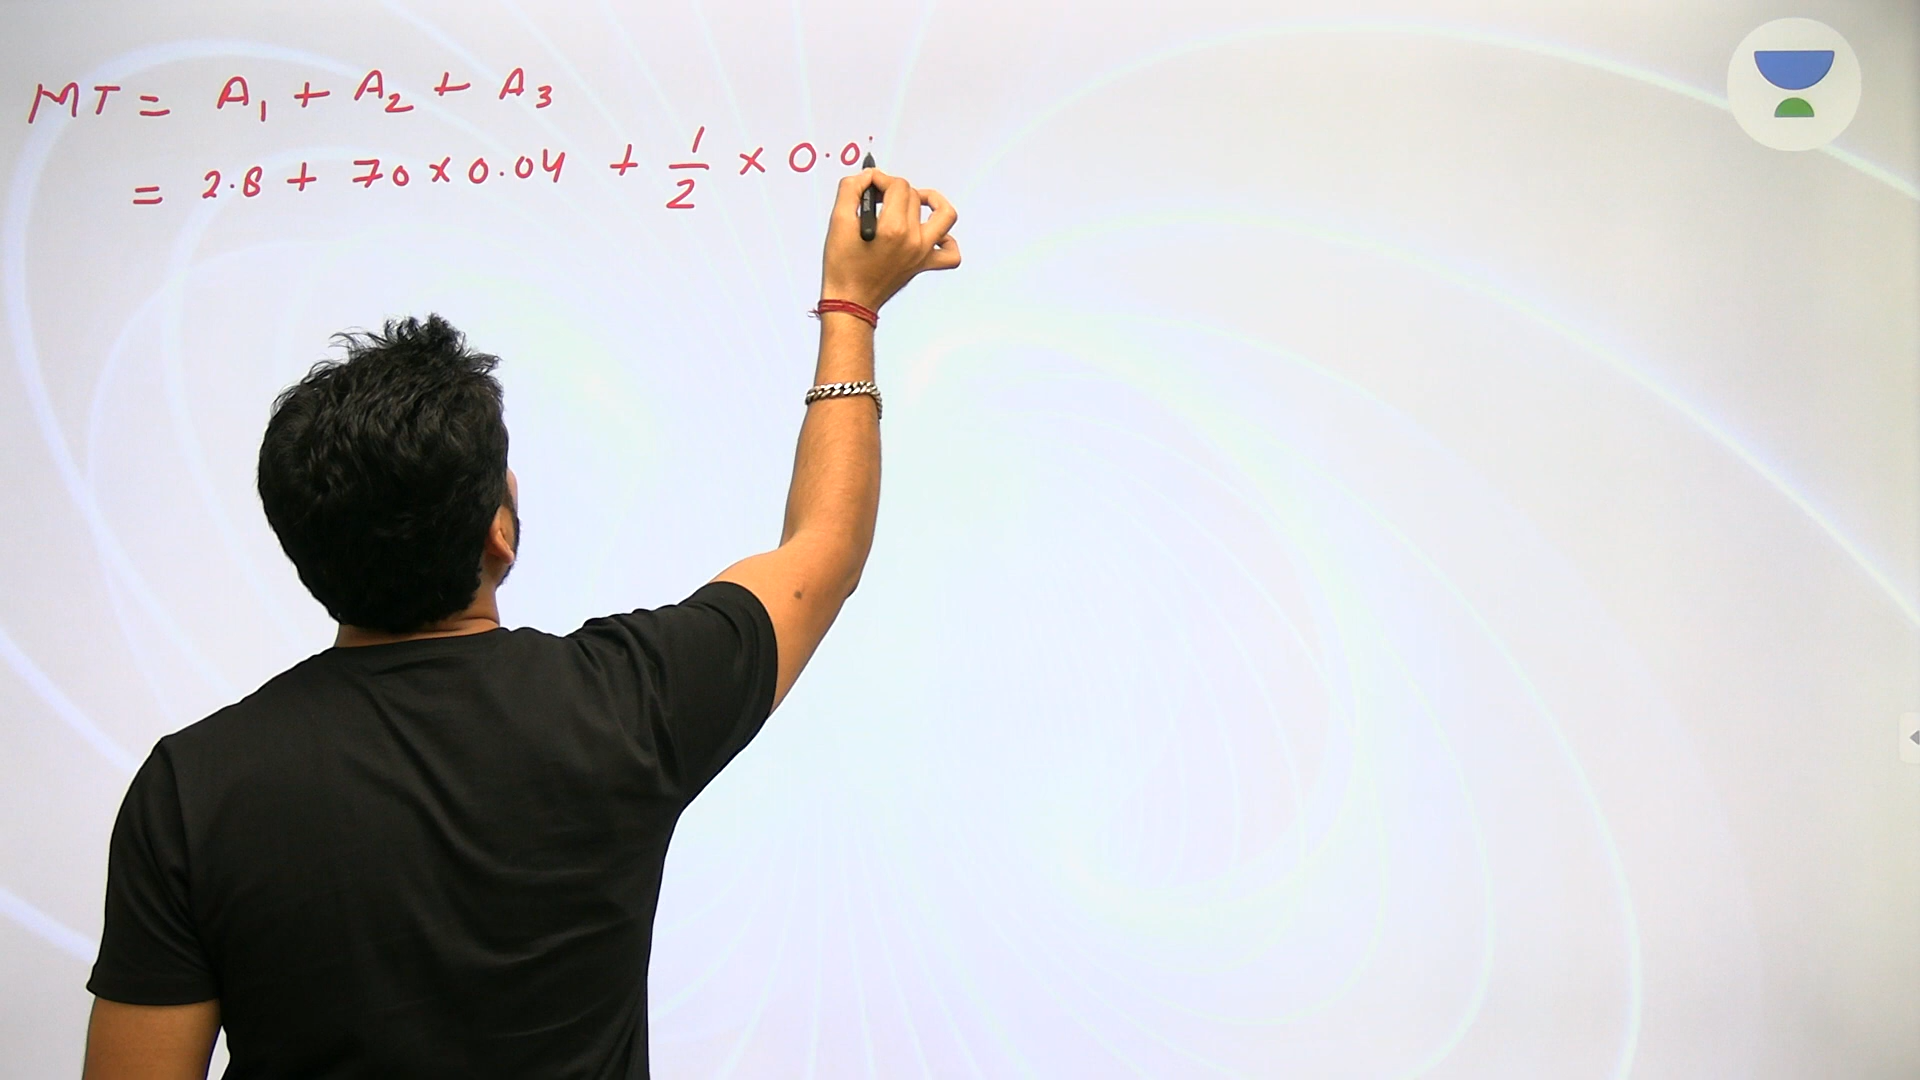 MT = A₁ + A₂ + A₃
= 2.8 + 70 × 0.04 + 1/2 × 0.0